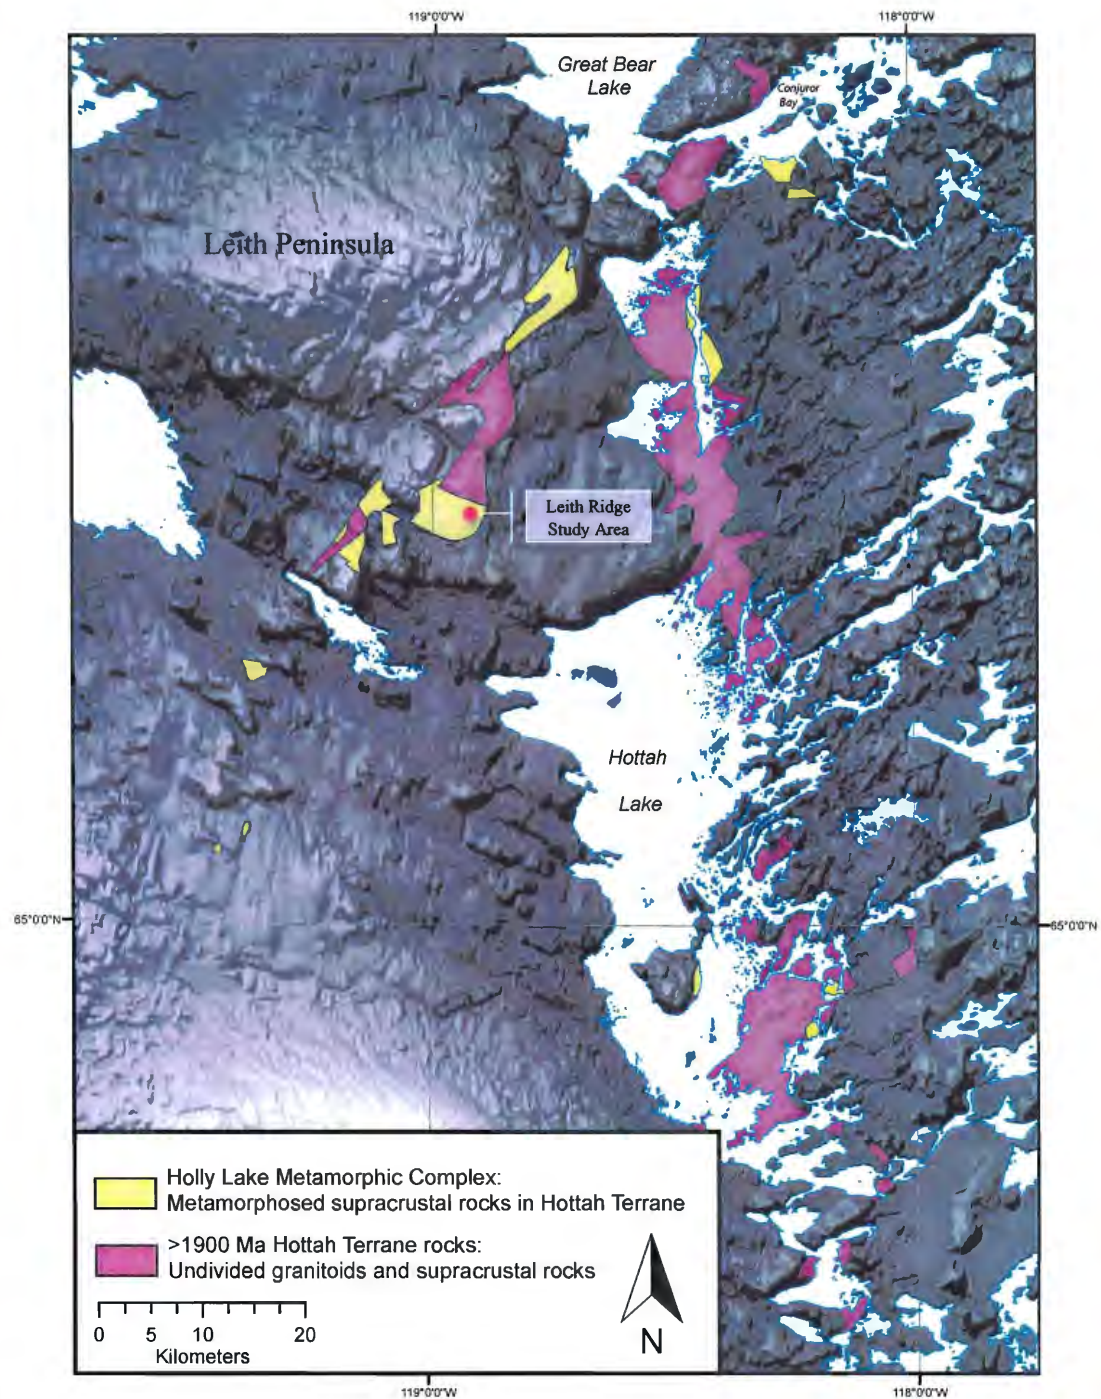 119°0'0"W
118°0'0"W
Great Bear
Lake
Conjuror
Bay
Leith Peninsula
Leith Ridge
Study Area
Hottah
Lake
65°0'0"N
65°0'0"N
Holly Lake Metamorphic Complex:
Metamorphosed supracrustal rocks in Hottah Terrane
>1900 Ma Hottah Terrane rocks:
Undivided granitoids and supracrustal rocks
0 5 10 20
Kilometers
N
119°0'0"W
118°0'0"W